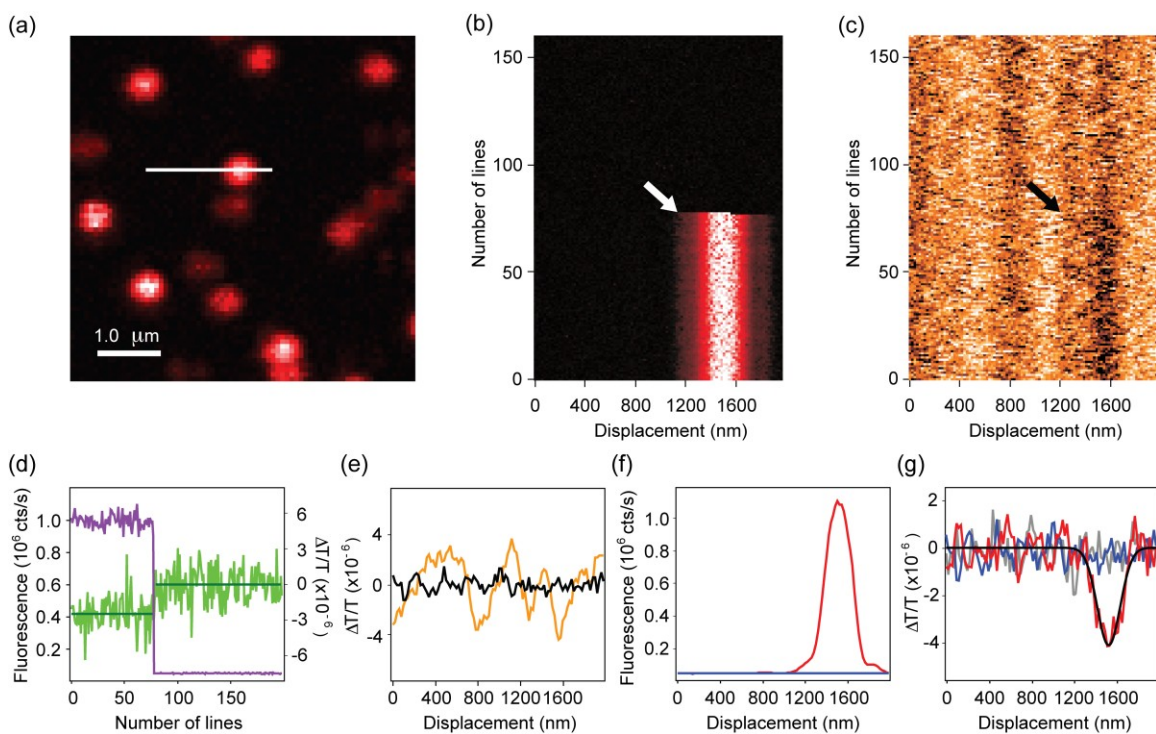 (a)
1.0 μm
(b)
Number of lines
150
100
50
0
0 400 800 1200 1600
Displacement (nm)
(c)
Number of lines
150
100
50
0
0 400 800 1200 1600
Displacement (nm)
(d)
Fluorescence (10⁶ cts/s)
1.0
0.8
0.6
0.4
0.2
6
3
0
-3
-6
ΔT/T (x10⁻⁶)
0 50 100 150
Number of lines
(e)
ΔT/T (x10⁻⁶)
4
0
-4
0 400 800 1200 1600
Displacement (nm)
(f)
Fluorescence (10⁶ cts/s)
1.0
0.8
0.6
0.4
0.2
0 400 800 1200 1600
Displacement (nm)
(g)
ΔT/T (x10⁻⁶)
2
0
-2
-4
0 400 800 1200 1600
Displacement (nm)